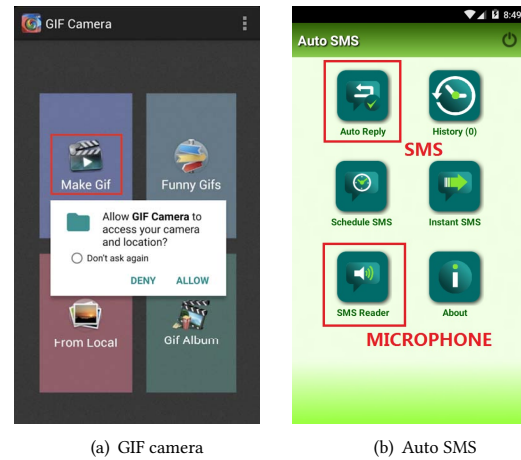 GIF Camera
Make Gif
Funny Gifs
Allow GIF Camera to
access your camera
and location?
Don't ask again
DENY ALLOW
From Local
Gif Album
(a) GIF camera
8:49
Auto SMS
Auto Reply
History (0)
SMS
Schedule SMS
Instant SMS
SMS Reader
About
MICROPHONE
(b) Auto SMS